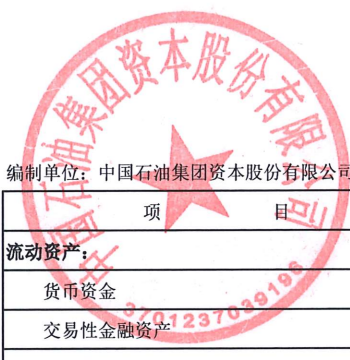 中国石油集团资本股份有限公司
编制单位：中国石油集团资本股份有限公司
项 目
流动资产：
货币资金
交易性金融资产
3701237039196